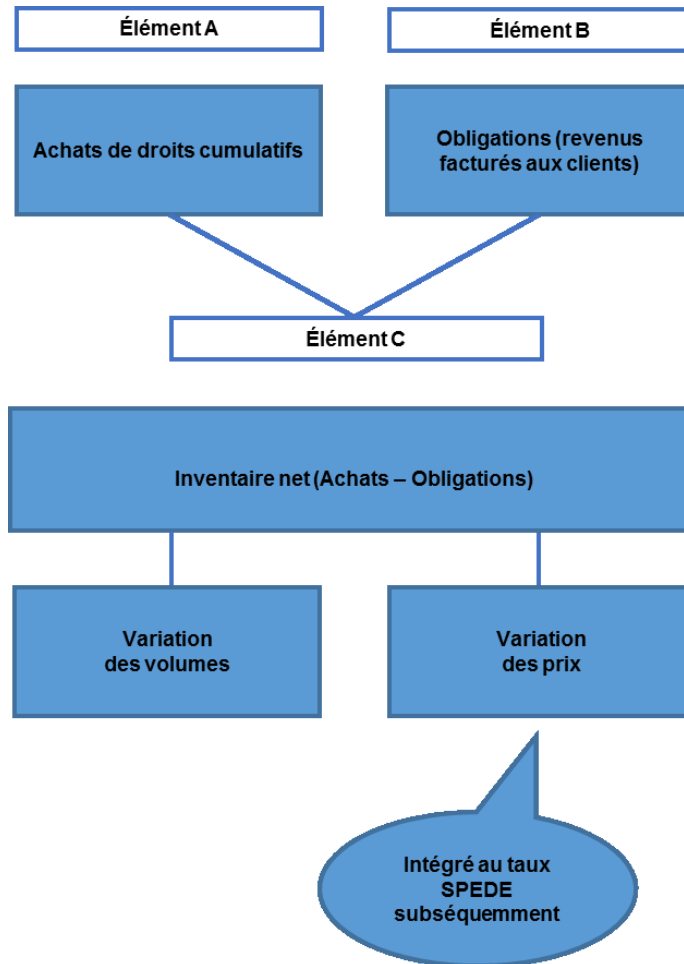 Élément A
Élément B
Achats de droits cumulatifs
Obligations (revenus
facturés aux clients)
Élément C
Inventaire net (Achats – Obligations)
Variation
des volumes
Variation
des prix
Intégré au taux
SPEDE
subséquemment